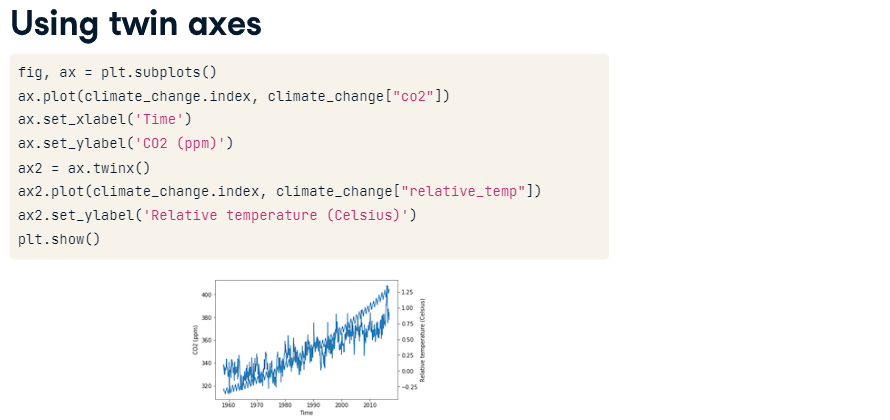 Using twin axes
fig, ax = plt.subplots()
ax.plot(climate_change.index, climate_change["co2"])
ax.set_xlabel('Time')
ax.set_ylabel('CO2 (ppm)')
ax2 = ax.twinx()
ax2.plot(climate_change.index, climate_change["relative_temp"])
ax2.set_ylabel('Relative temperature (Celsius)')
plt.show()
CO2 (ppm)
400
380
360
340
320
1.25
1.00
0.75
0.50
0.25
0.00
−0.25
Relative temperature (Celsius)
1960 1970 1980 1990 2000 2010
Time